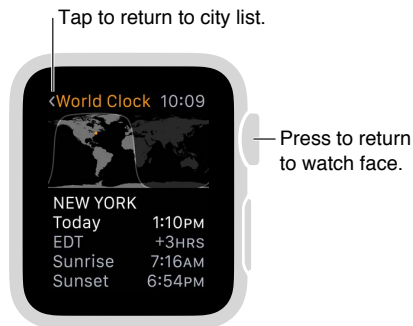 Tap to return to city list.
<World Clock 10:09
Press to return
to watch face.
NEW YORK
Today 1:10PM
EDT +3HRS
Sunrise 7:16AM
Sunset 6:54PM